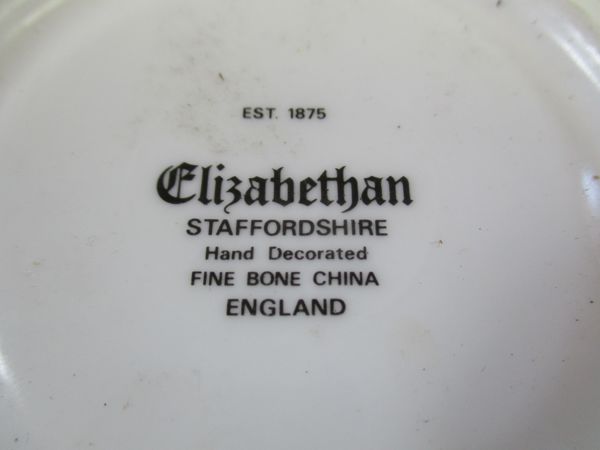 EST. 1875
Elizabethan
STAFFORDSHIRE
Hand Decorated
FINE BONE CHINA
ENGLAND